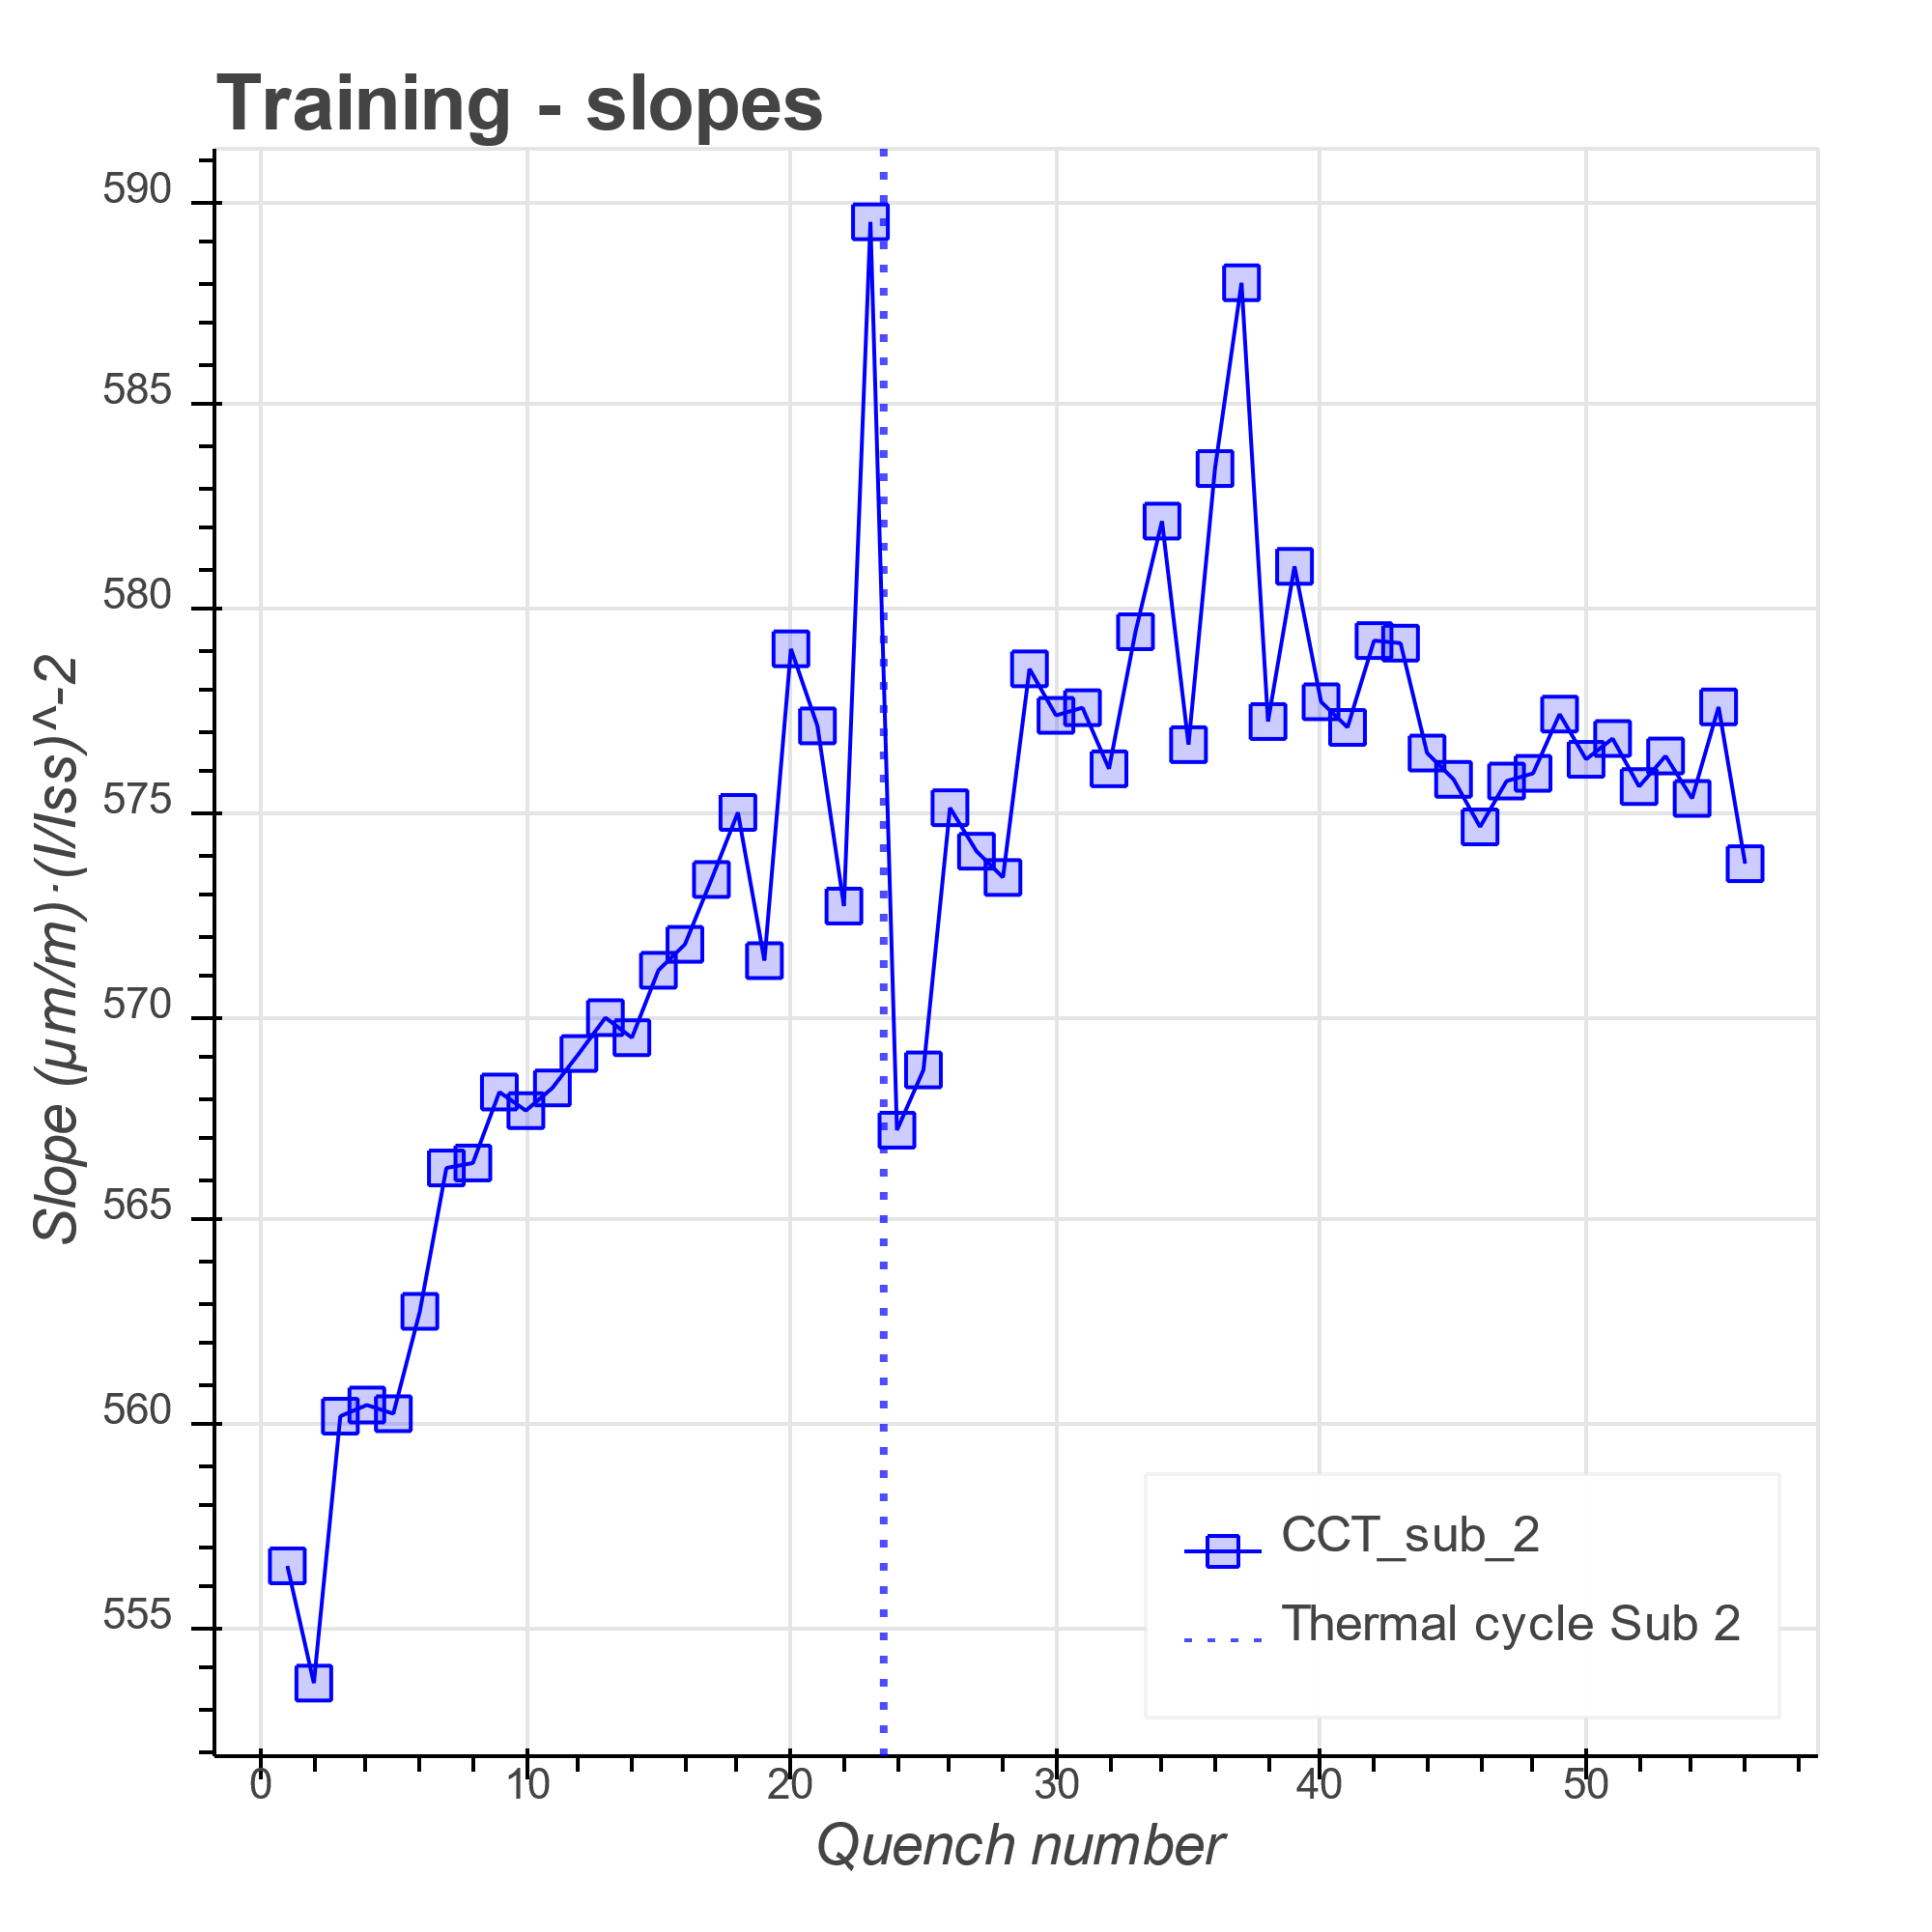 Training - slopes
590
585
580
575
570
565
560
555
Slope (μm/m)·(I/Iss)^-2
CCT_sub_2
Thermal cycle Sub 2
0 10 20 30 40 50
Quench number